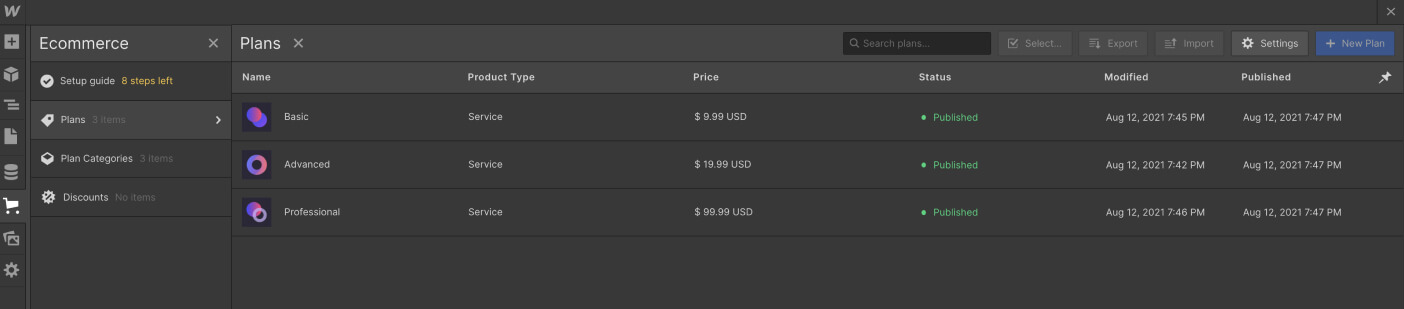 Ecommerce
Plans
Search plans...
Select...
Export
Import
Settings
+ New Plan
Setup guide 8 steps left
Name Product Type Price Status Modified Published
Plans 3 items
Basic Service $ 9.99 USD Published Aug 12, 2021 7:45 PM Aug 12, 2021 7:47 PM
Plan Categories 3 items
Advanced Service $ 19.99 USD Published Aug 12, 2021 7:42 PM Aug 12, 2021 7:47 PM
Discounts No items
Professional Service $ 99.99 USD Published Aug 12, 2021 7:46 PM Aug 12, 2021 7:47 PM